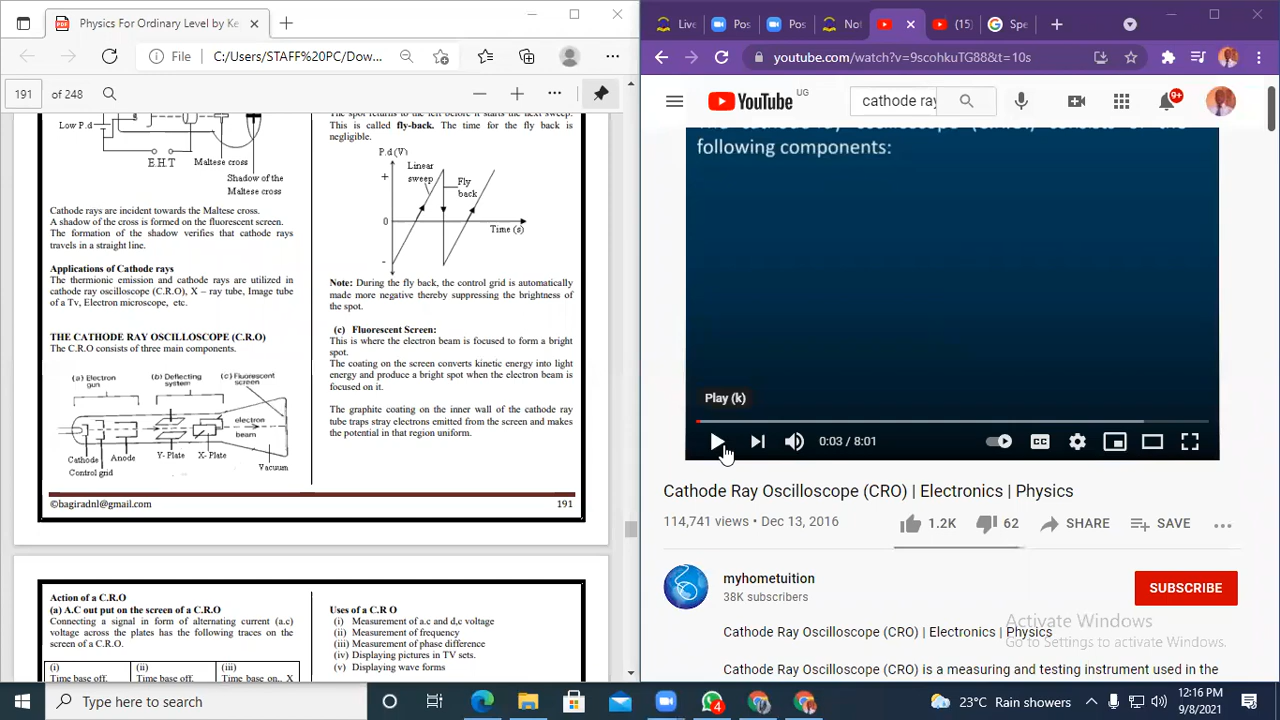 Physics For Ordinary Level by Ke
File
C:/Users/STAFF%20PC/Dow...
191 of 248
Low P.d
E.H.T
Maltese cross
Shadow of the
Maltese cross
Cathode rays are incident towards the Maltese cross.
A shadow of the cross is formed on the fluorescent screen.
The formation of the shadow verifies that cathode rays
travels in a straight line.
Applications of Cathode rays
The thermionic emission and cathode rays are utilized in
cathode ray oscilloscope (C.R.O), X – ray tube, Image tube
of a Tv, Electron microscope, etc.
THE CATHODE RAY OSCILLOSCOPE (C.R.O)
The C.R.O consists of three main components.
(a) Electron
gun
(b) Deflecting
system
(c) Fluorescent
screen
electron
beam
Cathode
Anode
Y- Plate
X- Plate
Control grid
Vacuum
The spot returns to the left before it starts the next sweep.
This is called fly-back. The time for the fly back is
negligible.
P.d (V)
Linear
sweep
Fly
back
+
0
-
Time (s)
Note: During the fly back, the control grid is automatically
made more negative thereby suppressing the brightness of
the spot.
(c) Fluorescent Screen:
This is where the electron beam is focused to form a bright
spot.
The coating on the screen converts kinetic energy into light
energy and produce a bright spot when the electron beam is
focused on it.
The graphite coating on the inner wall of the cathode ray
tube traps stray electrons emitted from the screen and makes
the potential in that region uniform.
©bagiradnl@gmail.com
191
Action of a C.R.O
(a) A.C out put on the screen of a C.R.O
Connecting a signal in form of alternating current (a.c)
voltage across the plates has the following traces on the
screen of a C.R.O.
(i)
Time base off.
(ii)
Time base off.
(iii)
Time base on., X
Uses of a C.R O
(i) Measurement of a.c and d,c voltage
(ii) Measurement of frequency
(iii) Measurement of phase difference
(iv) Displaying pictures in TV sets.
(v) Displaying wave forms
Live
Pos
Pos
Not
(15)
Spe
youtube.com/watch?v=9scohkuTG88&t=10s
YouTube UG
cathode ray
9+
following components:
Play (k)
0:03 / 8:01
CC
Cathode Ray Oscilloscope (CRO) | Electronics | Physics
114,741 views • Dec 13, 2016
1.2K
62
SHARE
SAVE
myhometuition
38K subscribers
SUBSCRIBE
Cathode Ray Oscilloscope (CRO) | Electronics | Physics
Cathode Ray Oscilloscope (CRO) is a measuring and testing instrument used in the
Activate Windows
Go to Settings to activate Windows.
Type here to search
4
23°C Rain showers
12:16 PM
9/8/2021